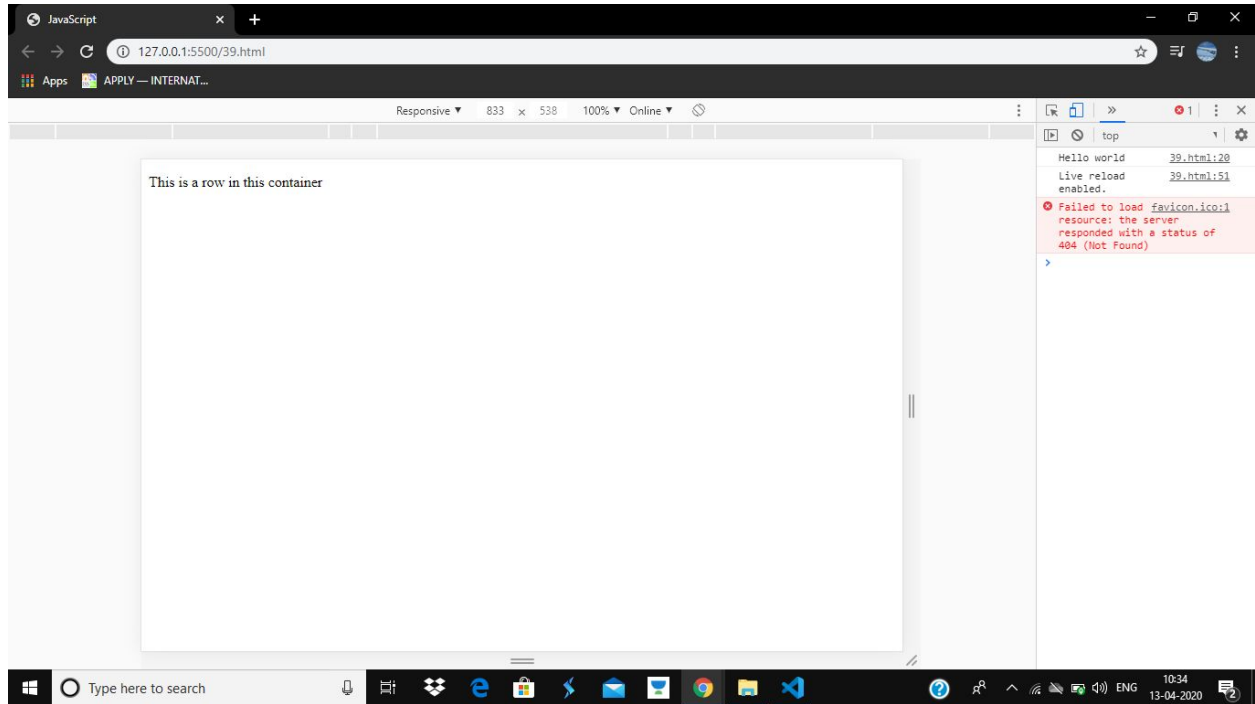 JavaScript
127.0.0.1:5500/39.html
Apps APPLY — INTERNAT...
Responsive ▼ 833 × 538 100% ▼ Online ▼
» 1
top
Hello world 39.html:20
Live reload 39.html:51
enabled.
Failed to load favicon.ico:1
resource: the server
responded with a status of
404 (Not Found)
This is a row in this container
Type here to search
ENG
10:34
13-04-2020
2